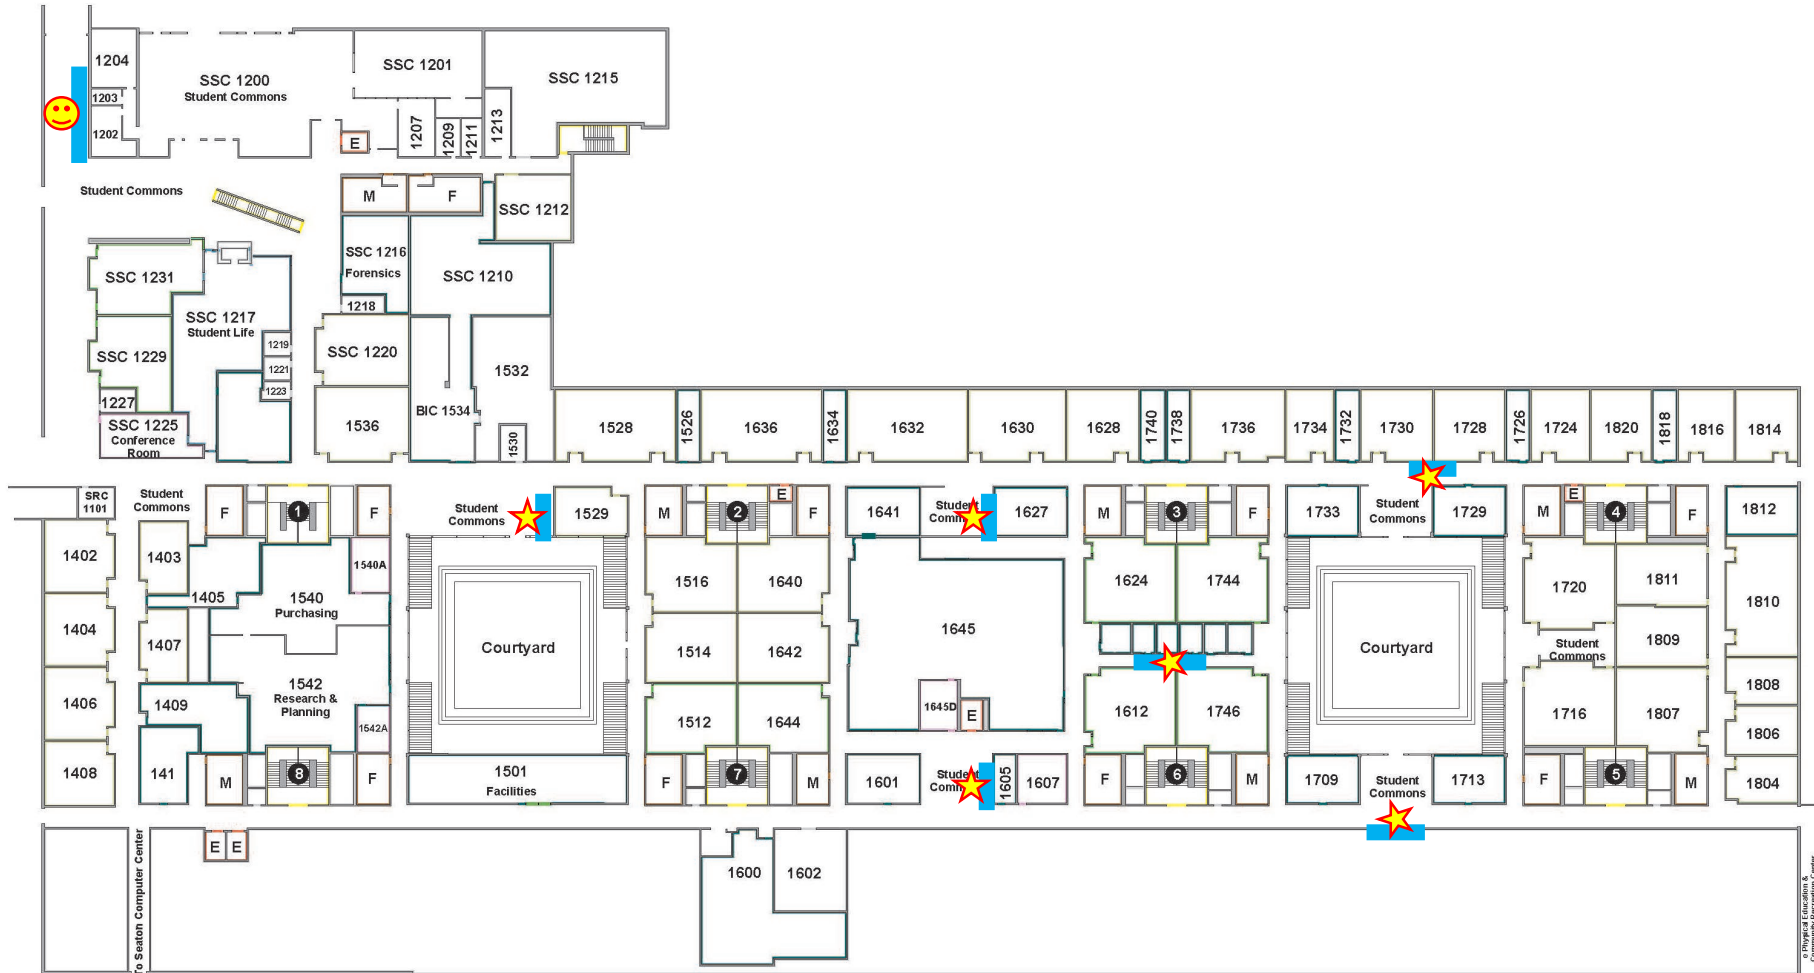 1204
SSC 1200
Student Commons
SSC 1201
SSC 1215
1203
1202
E
1207
1209
1211
1213
Student Commons
M
F
SSC 1212
SSC 1216
Forensics
SSC 1210
SSC 1231
1218
SSC 1217
Student Life
1219
SSC 1229
1221
SSC 1220
1223
1532
1227
SSC 1225
Conference
Room
1536
BIC 1534
1530
1528
1526
1636
1634
1632
1630
1628
1740
1738
1736
1734
1732
1730
1728
1726
1724
1820
1818
1816
1814
SRC
1101
Student
Commons
F
1
F
Student
Commons
1529
M
2
E
1641
Student
1627
M
3
F
1733
Student
Commons
1729
M
E
4
F
1812
1402
1403
1405
1540A
1540
Purchasing
1516
1640
1624
1744
1720
1811
1810
1404
1407
Courtyard
1514
1642
1645
Courtyard
Student
Commons
1809
1406
1409
1542
Research &
Planning
1542A
1512
1644
1645D
E
1612
1746
1716
1807
1808
1806
1408
141
M
8
F
1501
Facilities
F
7
M
1601
Student
1605
1607
F
6
M
1709
Student
Commons
1713
F
5
M
1804
To Seaton Computer Center
E
E
1600
1602
o Physical Education &
Community Recreation Center